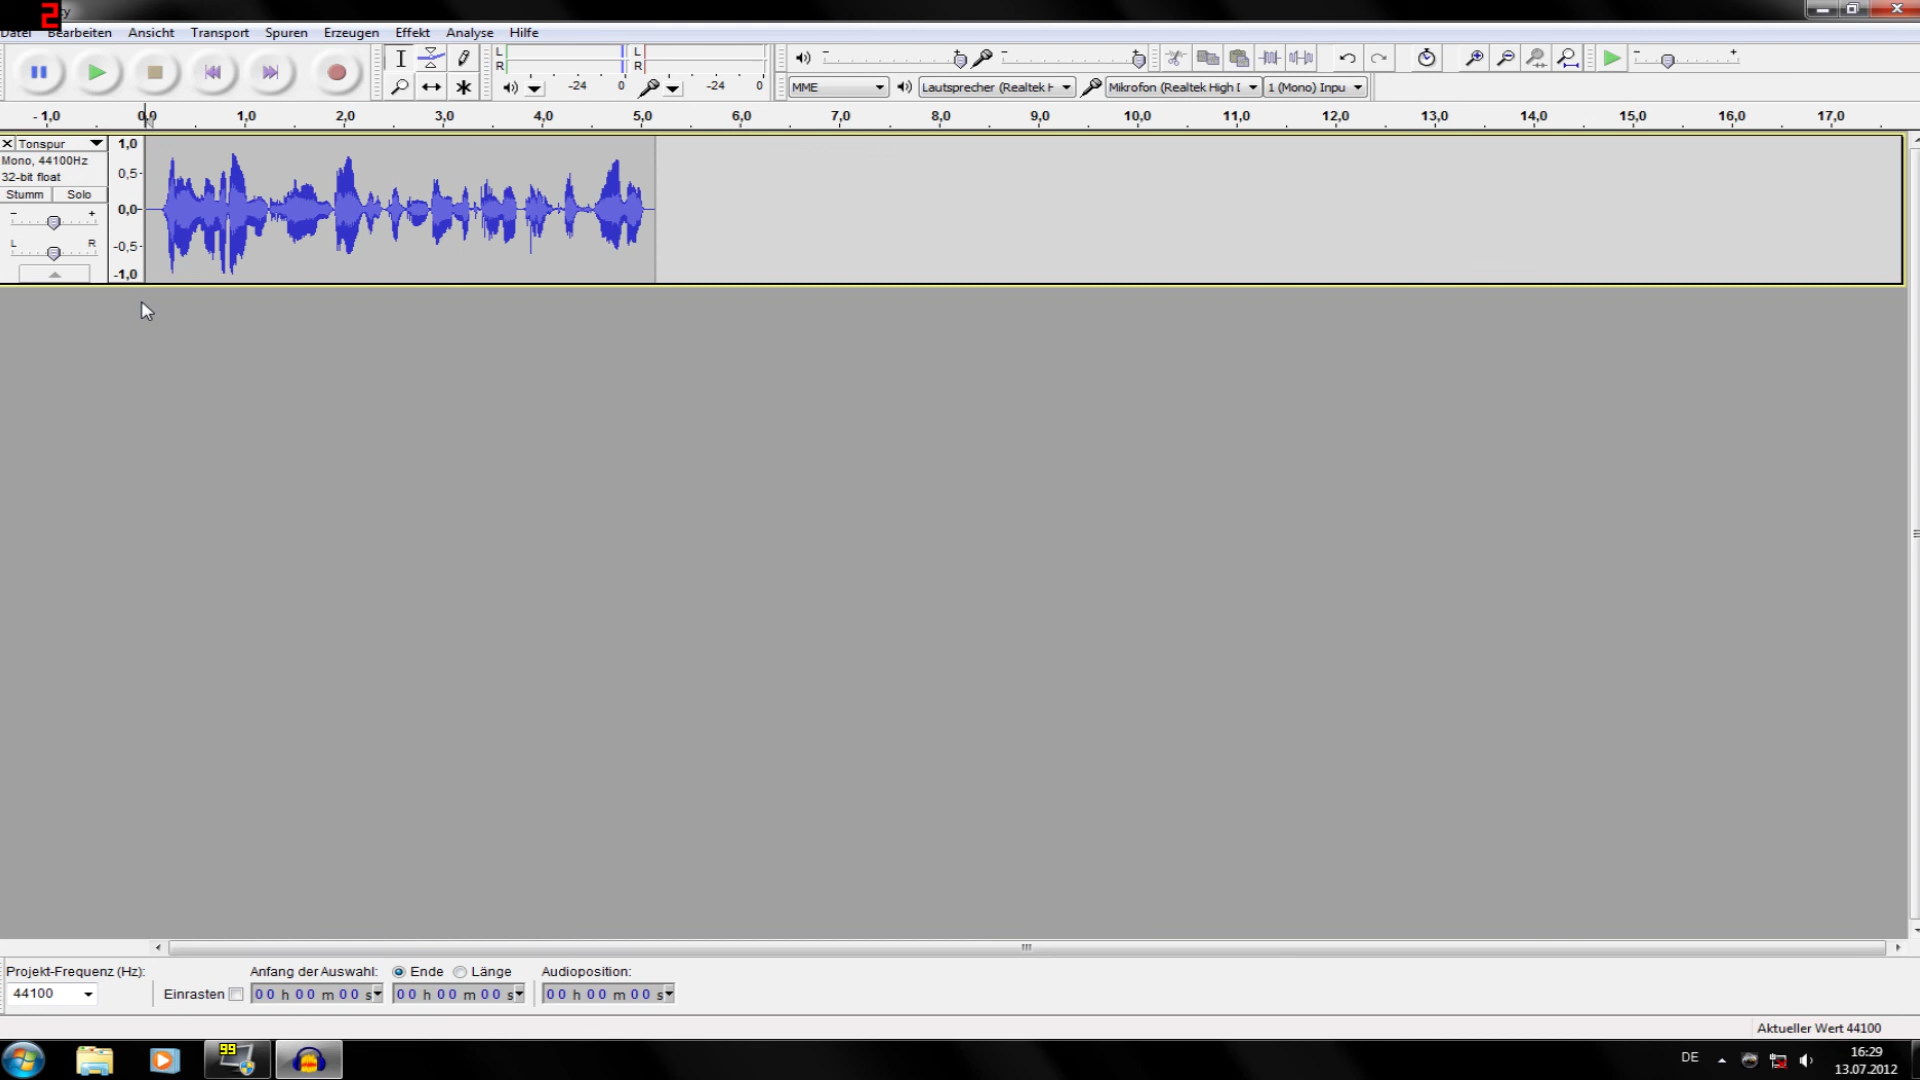 2 ty
Datei Bearbeiten Ansicht Transport Spuren Erzeugen Effekt Analyse Hilfe
L
R
-24 0
L
R
-24 0
MME
Lautsprecher (Realtek H
Mikrofon (Realtek High D
1 (Mono) Inpu
-1,0 0,0 1,0 2,0 3,0 4,0 5,0 6,0 7,0 8,0 9,0 10,0 11,0 12,0 13,0 14,0 15,0 16,0 17,0
Tonspur
Mono, 44100Hz
32-bit float
Stumm Solo
- +
L R
1,0
0,5-
0,0-
-0,5-
-1,0
Projekt-Frequenz (Hz):
44100
Einrasten
Anfang der Auswahl:
00 h 00 m 00 s
Ende Länge
00 h 00 m 00 s
Audioposition:
00 h 00 m 00 s
Aktueller Wert 44100
99
DE
16:29
13.07.2012